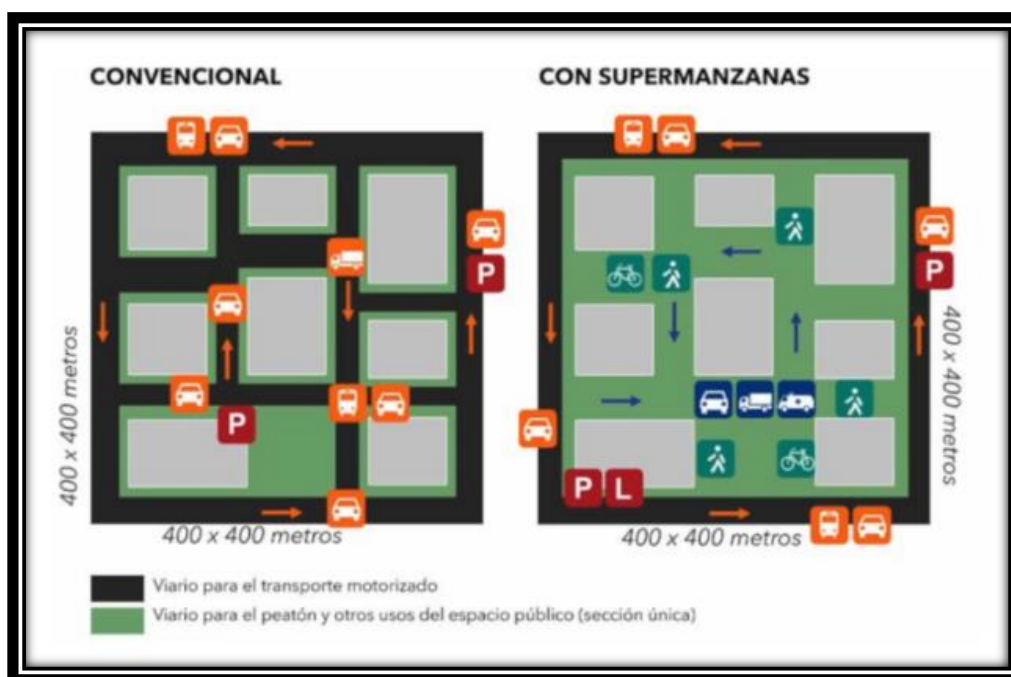 CONVENCIONAL
CON SUPERMANZANAS
P
P
P
P L
400 x 400 metros
400 x 400 metros
400 x 400 metros
400 x 400 metros
Viario para el transporte motorizado
Viario para el peatón y otros usos del espacio público (sección única)